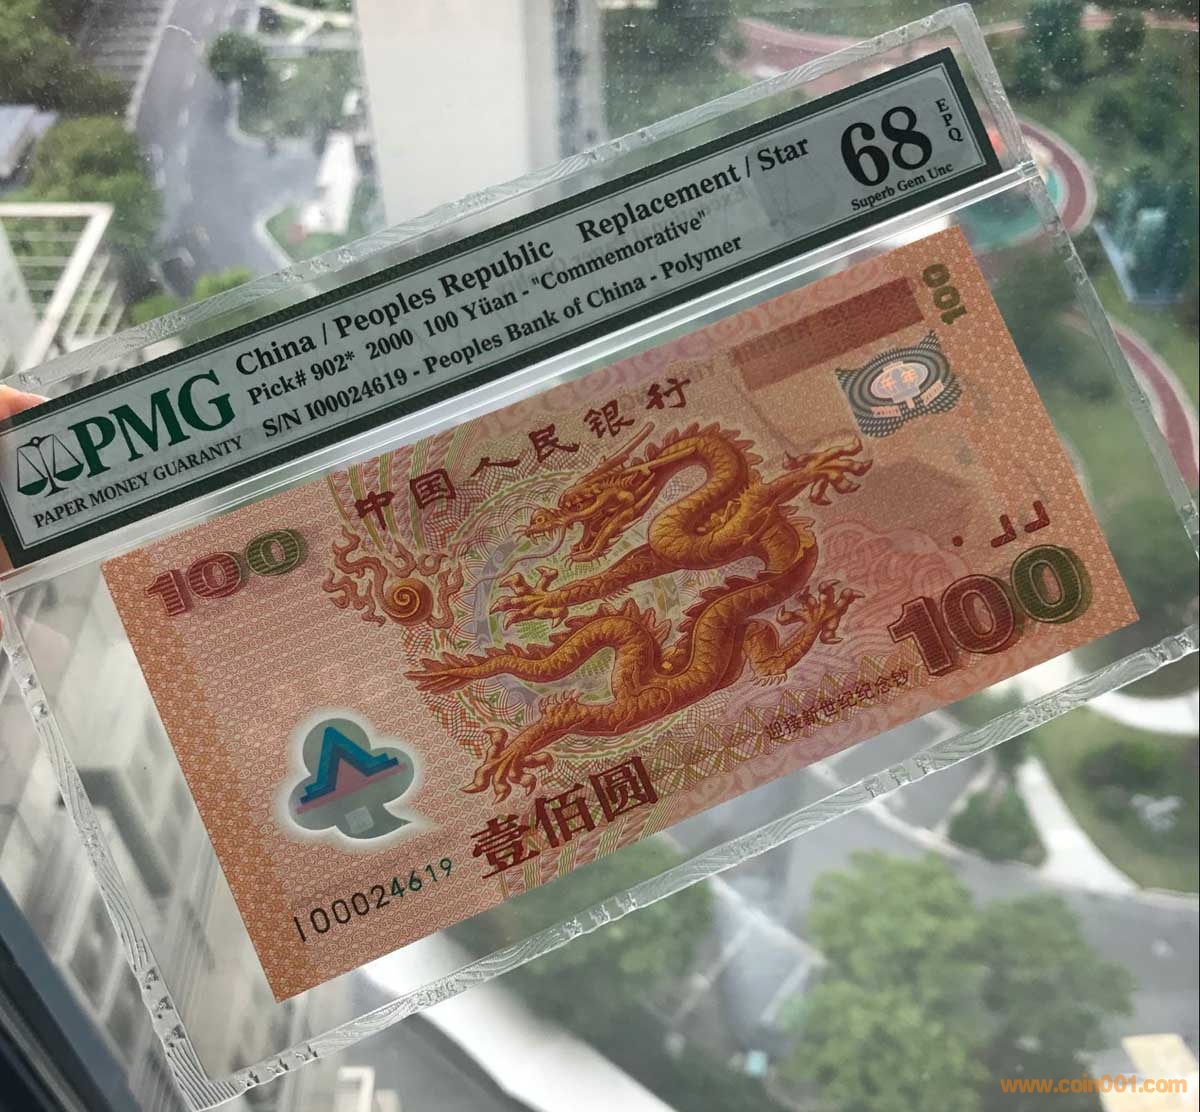 China / Peoples Republic Replacement / Star
Pick# 902* 2000 100 Yüan - "Commemorative"
S/N I00024619 - Peoples Bank of China - Polymer
68
EPQ
Superb Gem Unc
PMG
PAPER MONEY GUARANTY
中国人民银行
100
100
100
迎接新世纪纪念钞
壹佰圆
I00024619
www.coin001.com